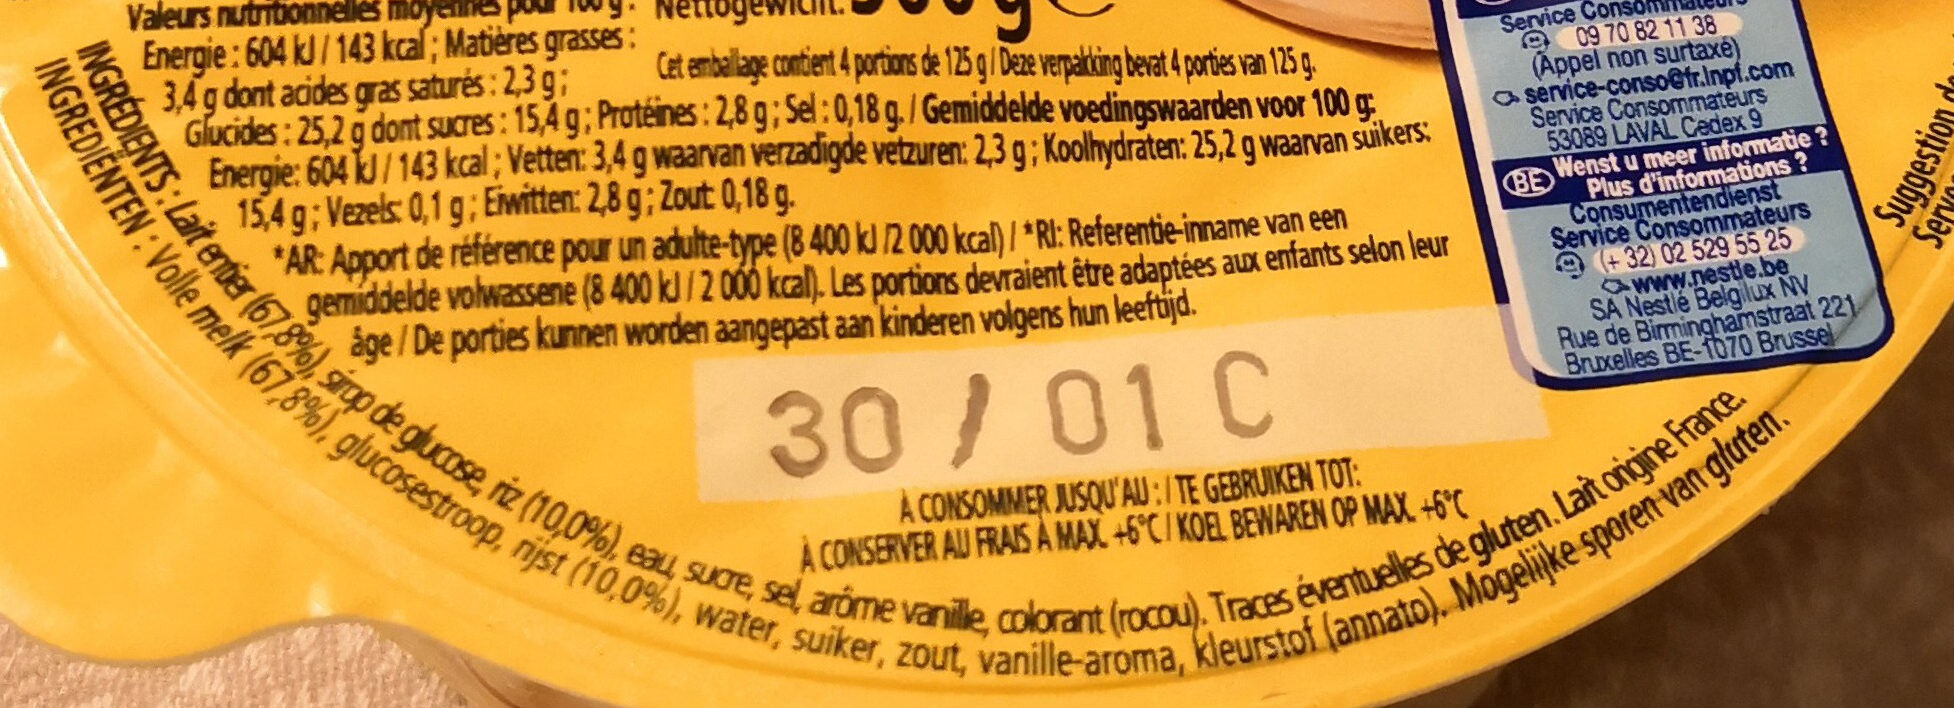 Valeurs nutritionnelles moyennes pour 100 g. Nettogewicht:
Energie : 604 kJ / 143 kcal ; Matières grasses :
3,4 g dont acides gras saturés : 2,3 g ;
Cet emballage contient 4 portions de 125 g / Deze verpakking bevat 4 porties van 125 g.
Glucides : 25,2 g dont sucres : 15,4 g ; Protéines : 2,8 g ; Sel : 0,18 g. / Gemiddelde voedingswaarden voor 100 g:
Energie: 604 kJ / 143 kcal ; Vetten: 3,4 g waarvan verzadigde vetzuren: 2,3 g ; Koolhydraten: 25,2 g waarvan suikers:
15,4 g ; Vezels: 0,1 g ; Eiwitten: 2,8 g ; Zout: 0,18 g.
*AR: Apport de référence pour un adulte-type (8 400 kJ /2 000 kcal) / *RI: Referentie-inname van een
gemiddelde volwassene (8 400 kJ / 2 000 kcal). Les portions devraient être adaptées aux enfants selon leur
âge / De porties kunnen worden aangepast aan kinderen volgens hun leeftijd.
30 / 01 C
À CONSOMMER JUSQU'AU : / TE GEBRUIKEN TOT:
À CONSERVER AU FRAIS À MAX. +6°C / KOEL BEWAREN OP MAX. +6°C
INGRÉDIENTS : Lait entier (67,8%), sirop de glucose, riz (10,0%), eau, sucre, sel, arôme vanille, colorant (rocou). Traces éventuelles de gluten. Lait origine France.
INGREDIËNTEN : Volle melk (67,8%), glucosestroop, rijst (10,0%), water, suiker, zout, vanille-aroma, kleurstof (annato). Mogelijke sporen van gluten.
Service Consommateurs
09 70 82 11 38
(Appel non surtaxé)
service-conso@fr.lnpf.com
Service Consommateurs
53089 LAVAL Cedex 9
BE Wenst u meer informatie ?
Plus d'informations ?
Consumentendienst
Service Consommateurs
(+ 32) 02 529 55 25
www.nestle.be
SA Nestlé Belgilux NV
Rue de Birminghamstraat 221
Bruxelles BE-1070 Brussel
Suggestion de